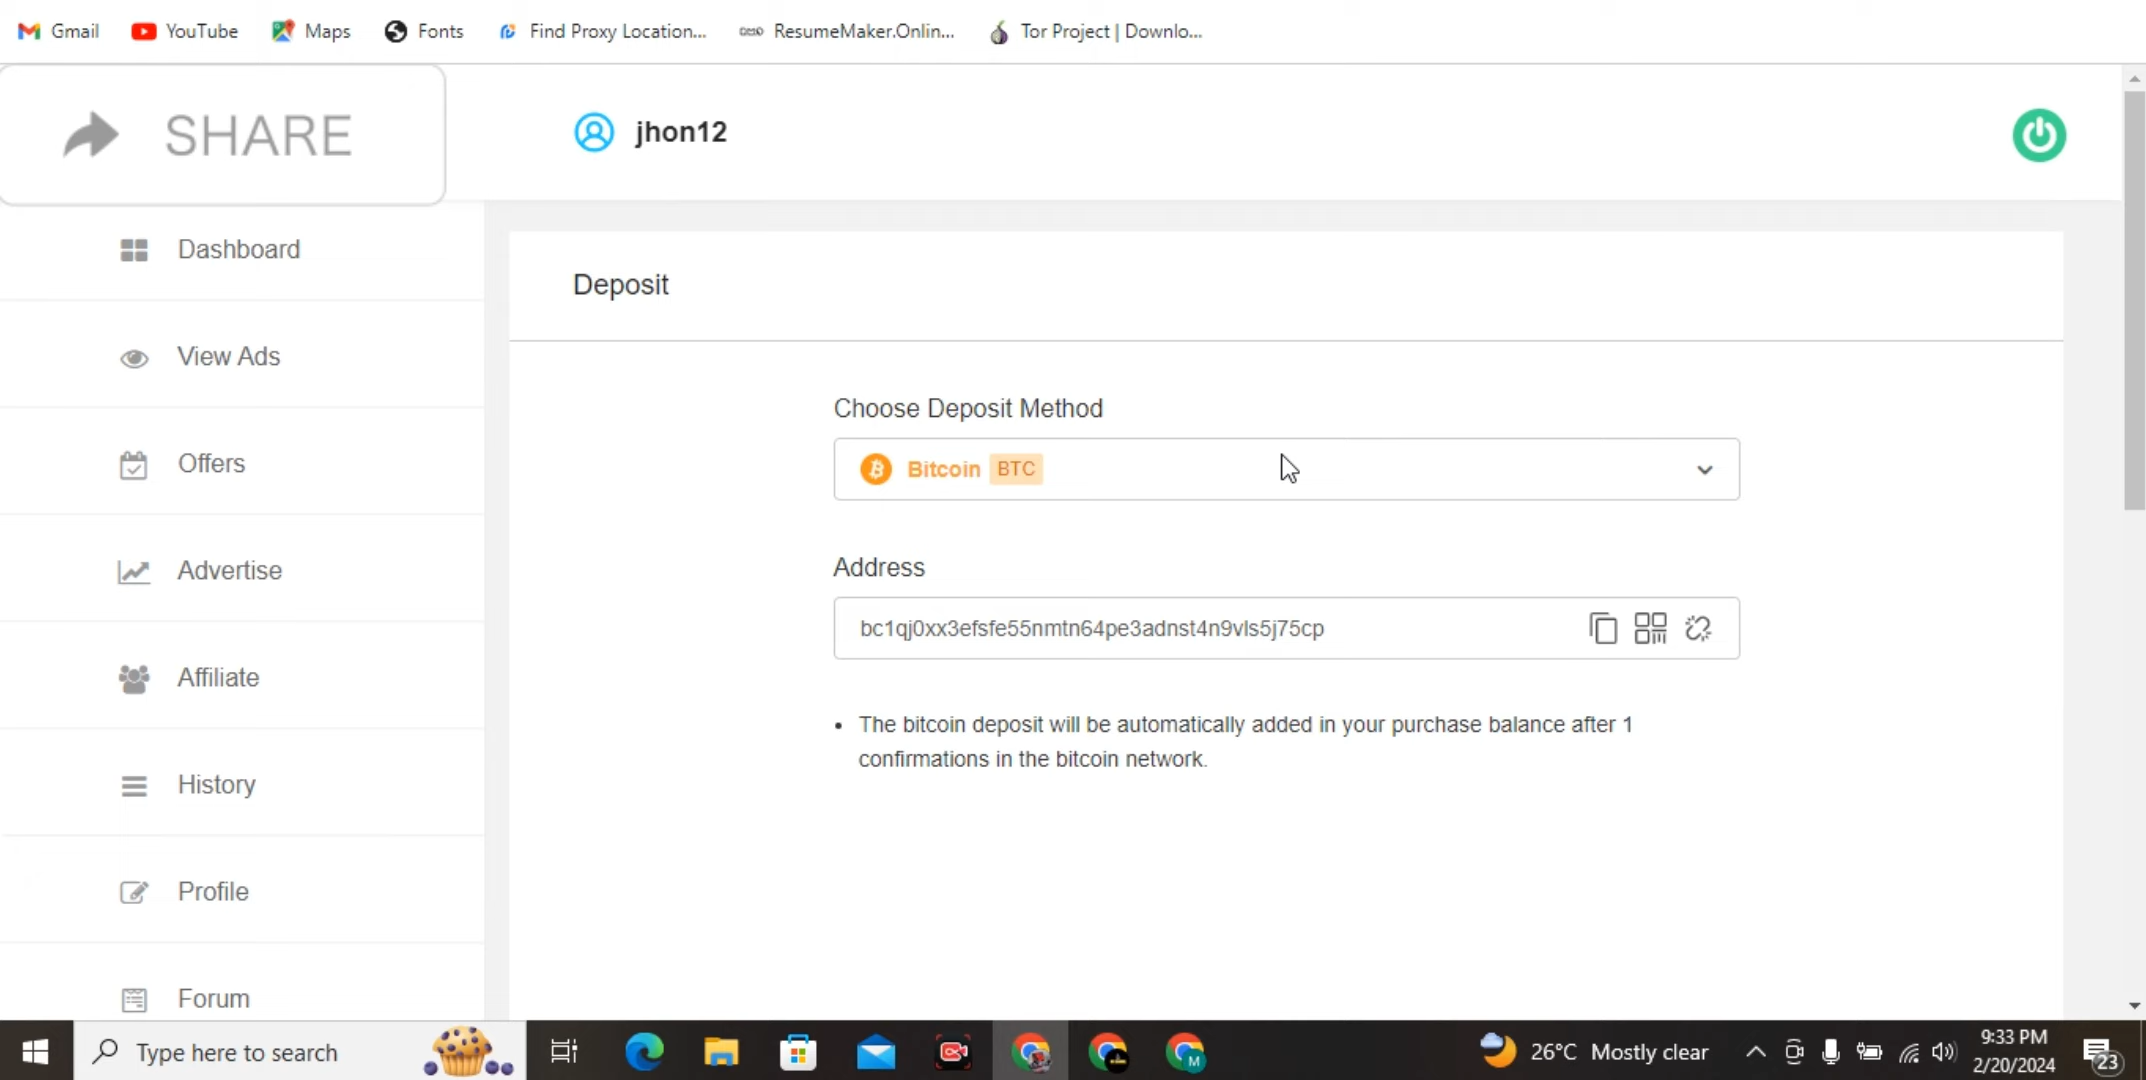 Gmail YouTube Maps Fonts Find Proxy Location... ResumeMaker.Onlin... Tor Project | Downlo...
SHARE
jhon12
Dashboard
View Ads
Offers
Advertise
Affiliate
History
Profile
Forum
Deposit
Choose Deposit Method
Bitcoin BTC
Address
bc1qj0xx3efsfe55nmtn64pe3adnst4n9vls5j75cp
• The bitcoin deposit will be automatically added in your purchase balance after 1
confirmations in the bitcoin network.
Type here to search
M
26°C Mostly clear
9:33 PM
2/20/2024
23